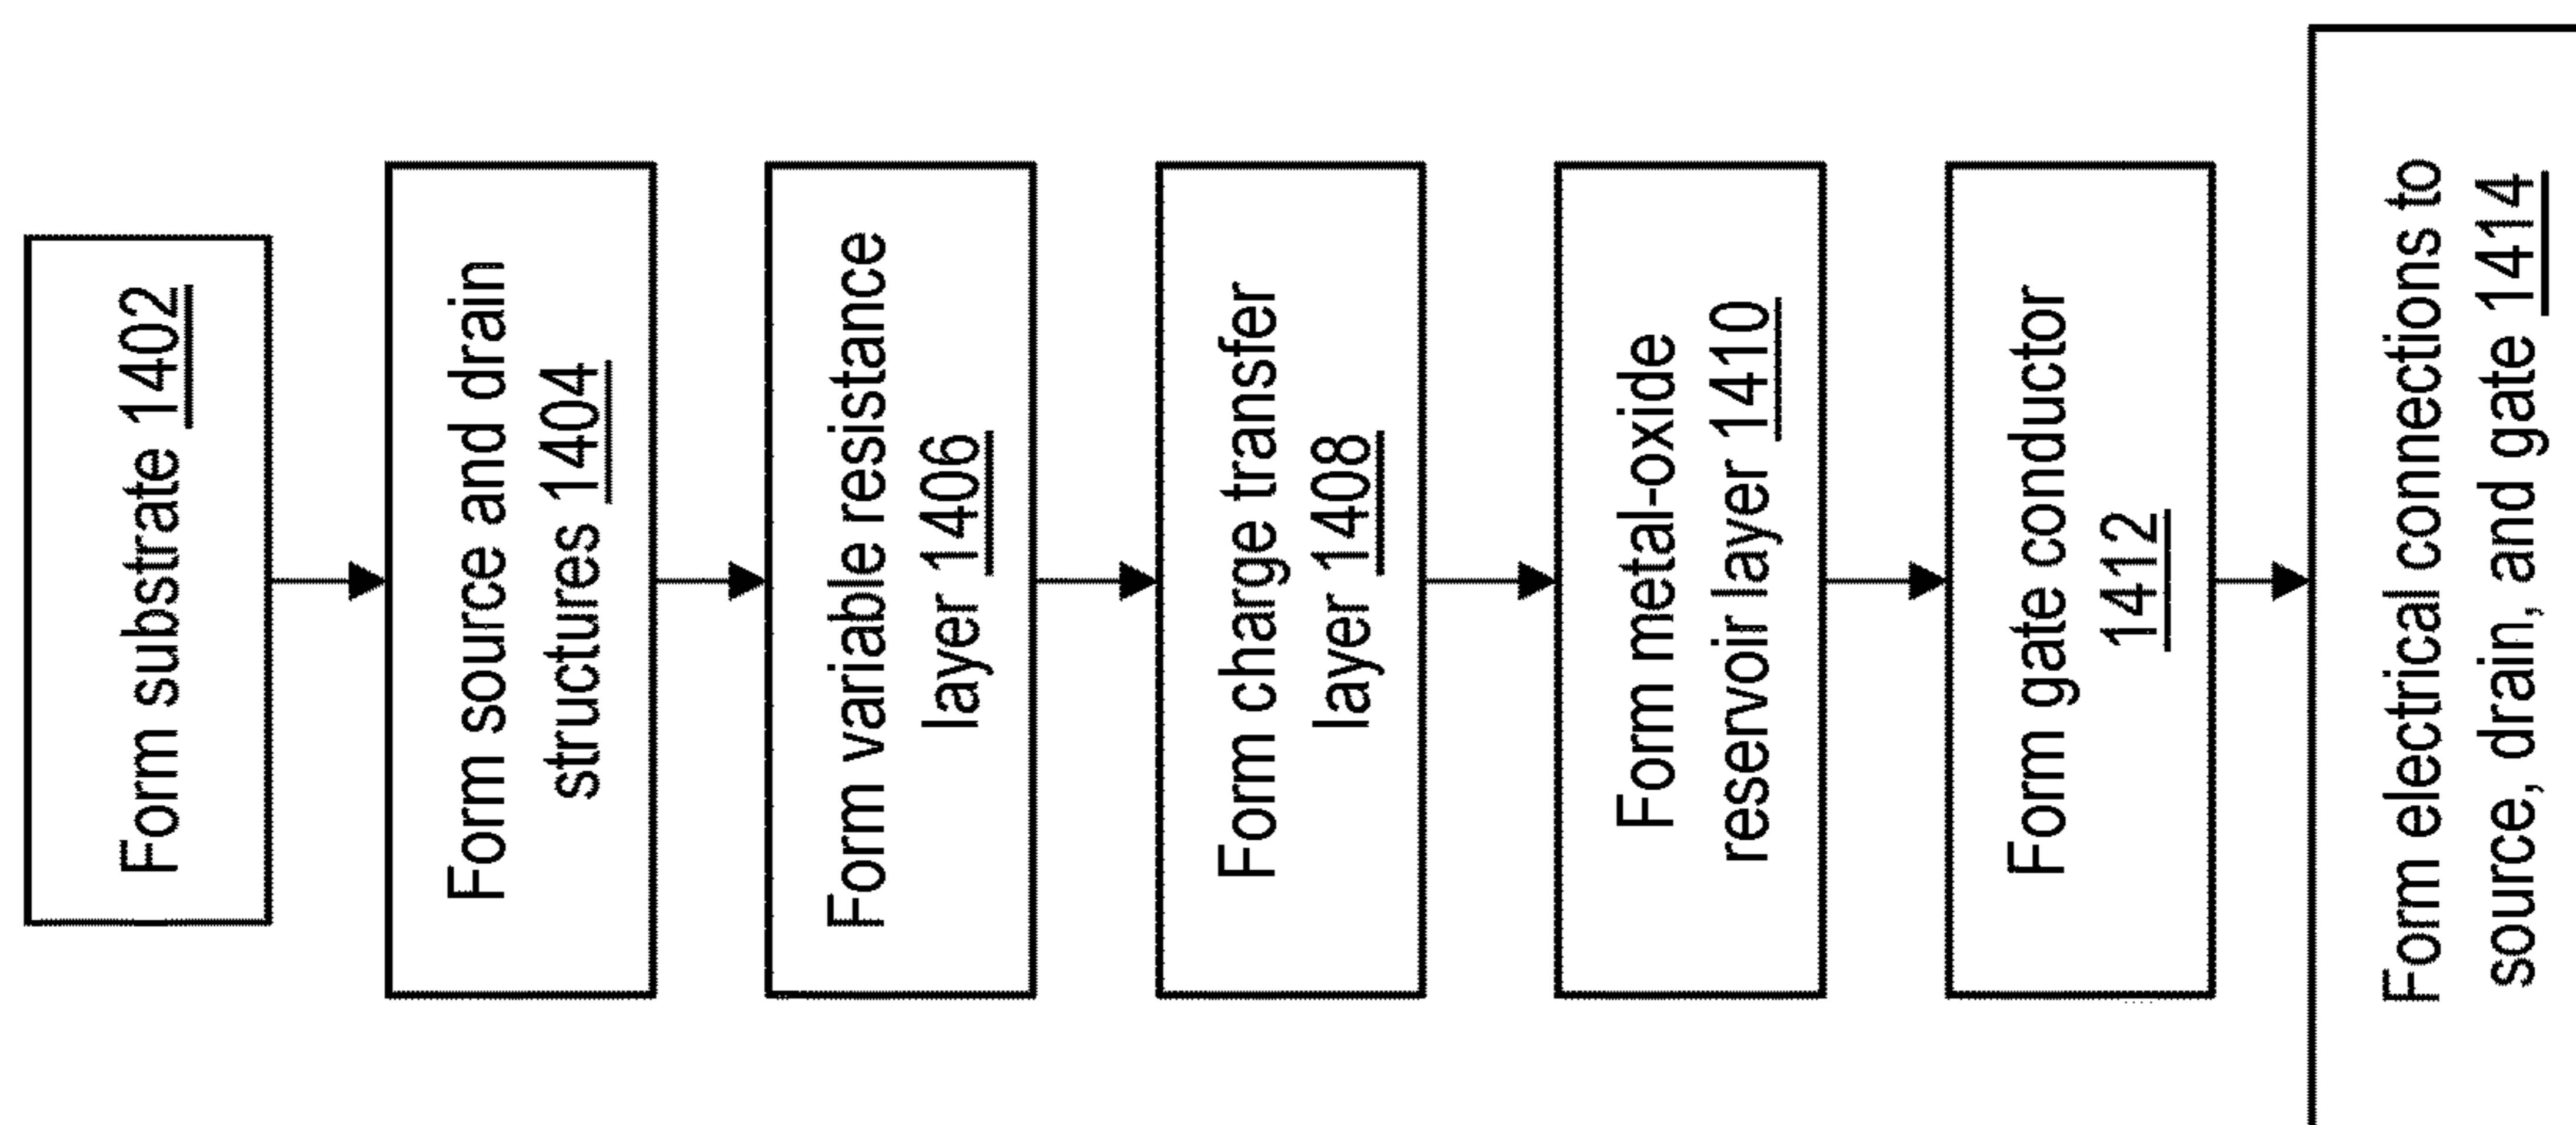 Form substrate 1402
Form source and drain
structures 1404
Form variable resistance
layer 1406
Form charge transfer
layer 1408
Form metal-oxide
reservoir layer 1410
Form gate conductor
1412
Form electrical connections to
source, drain, and gate 1414